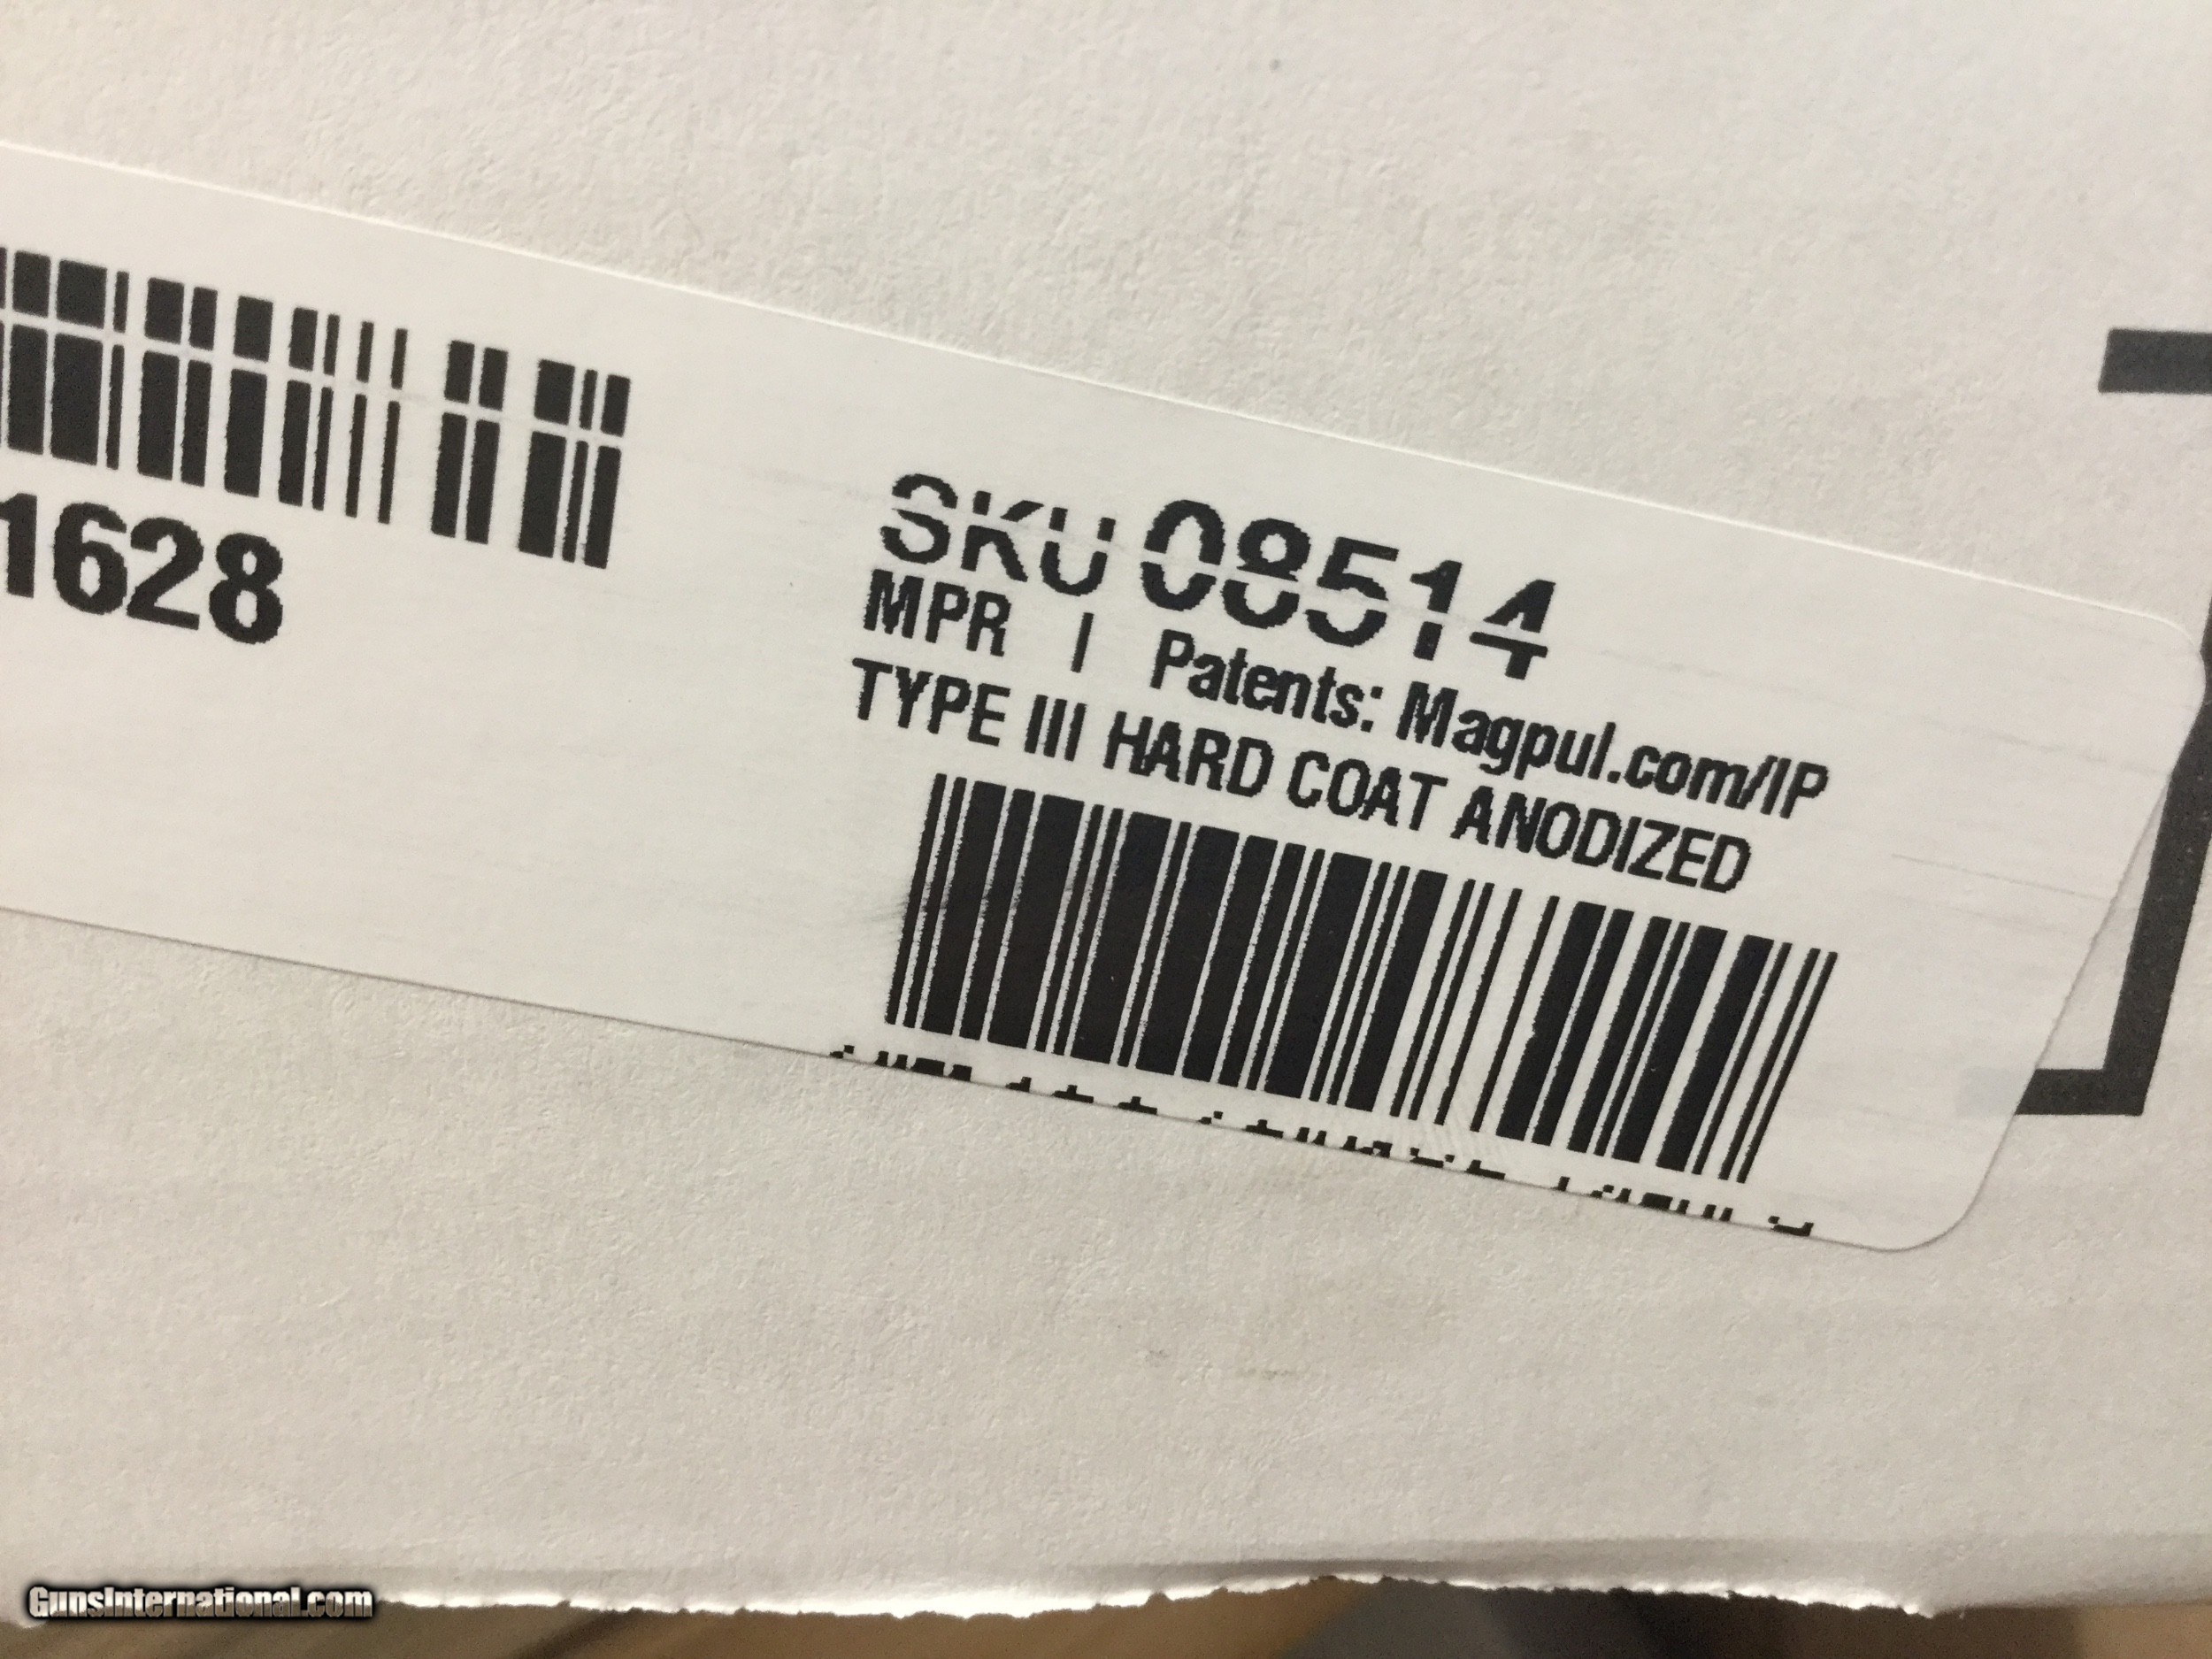 1628
SKU 08514
MPR | Patents: Magpul.com/IP
TYPE III HARD COAT ANODIZED
GunsInternational.com